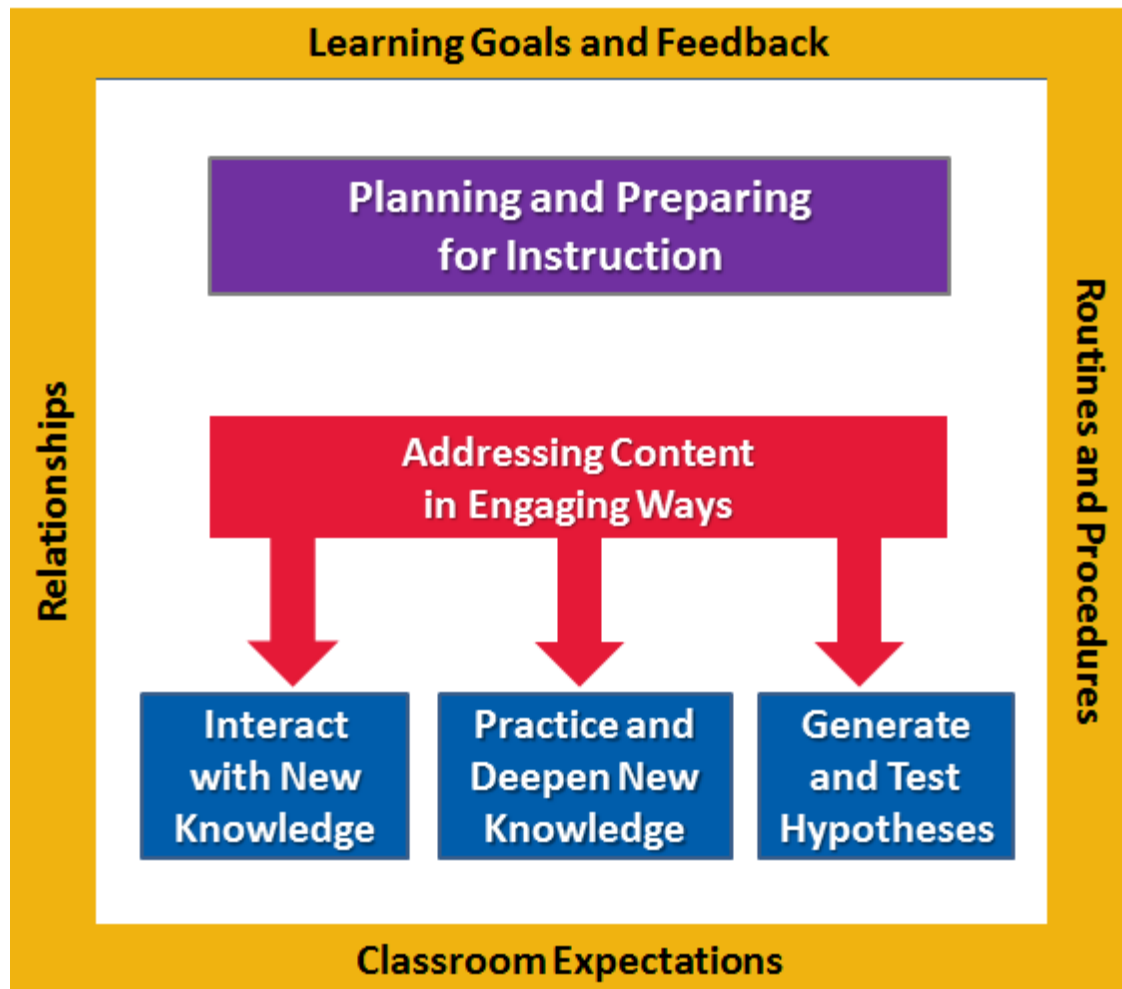 Learning Goals and Feedback
Planning and Preparing
for Instruction
Relationships
Routines and Procedures
Addressing Content
in Engaging Ways
Interact
with New
Knowledge
Practice and
Deepen New
Knowledge
Generate
and Test
Hypotheses
Classroom Expectations